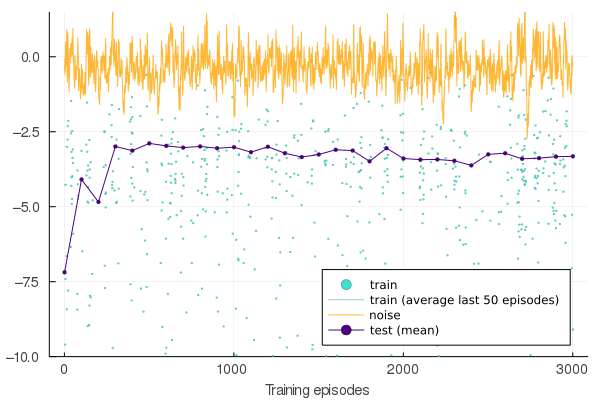 0.0
−2.5
−5.0
−7.5
−10.0
0
1000
2000
3000
Training episodes
train
train (average last 50 episodes)
noise
test (mean)